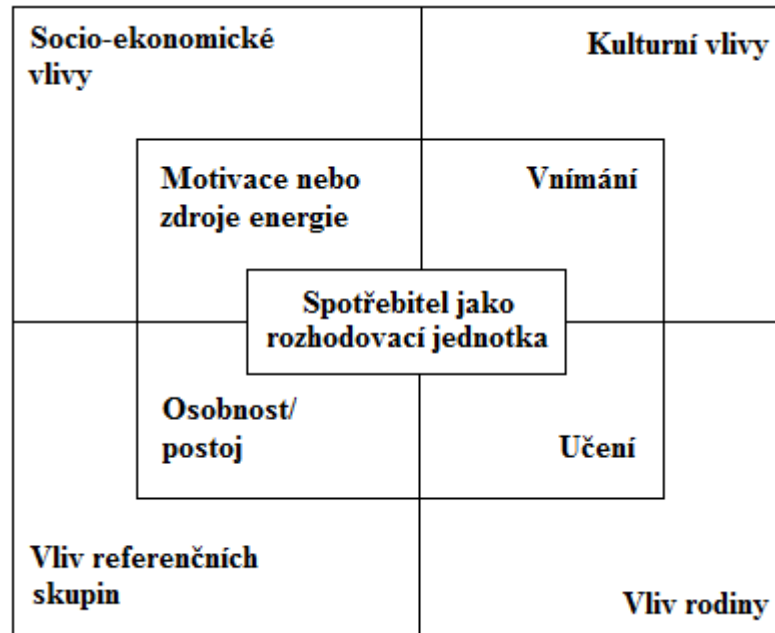 Socio-ekonomické
vlivy
Kulturní vlivy
Motivace nebo
zdroje energie
Vnímání
Spotřebitel jako
rozhodovací jednotka
Osobnost/
postoj
Učení
Vliv referenčních
skupin
Vliv rodiny